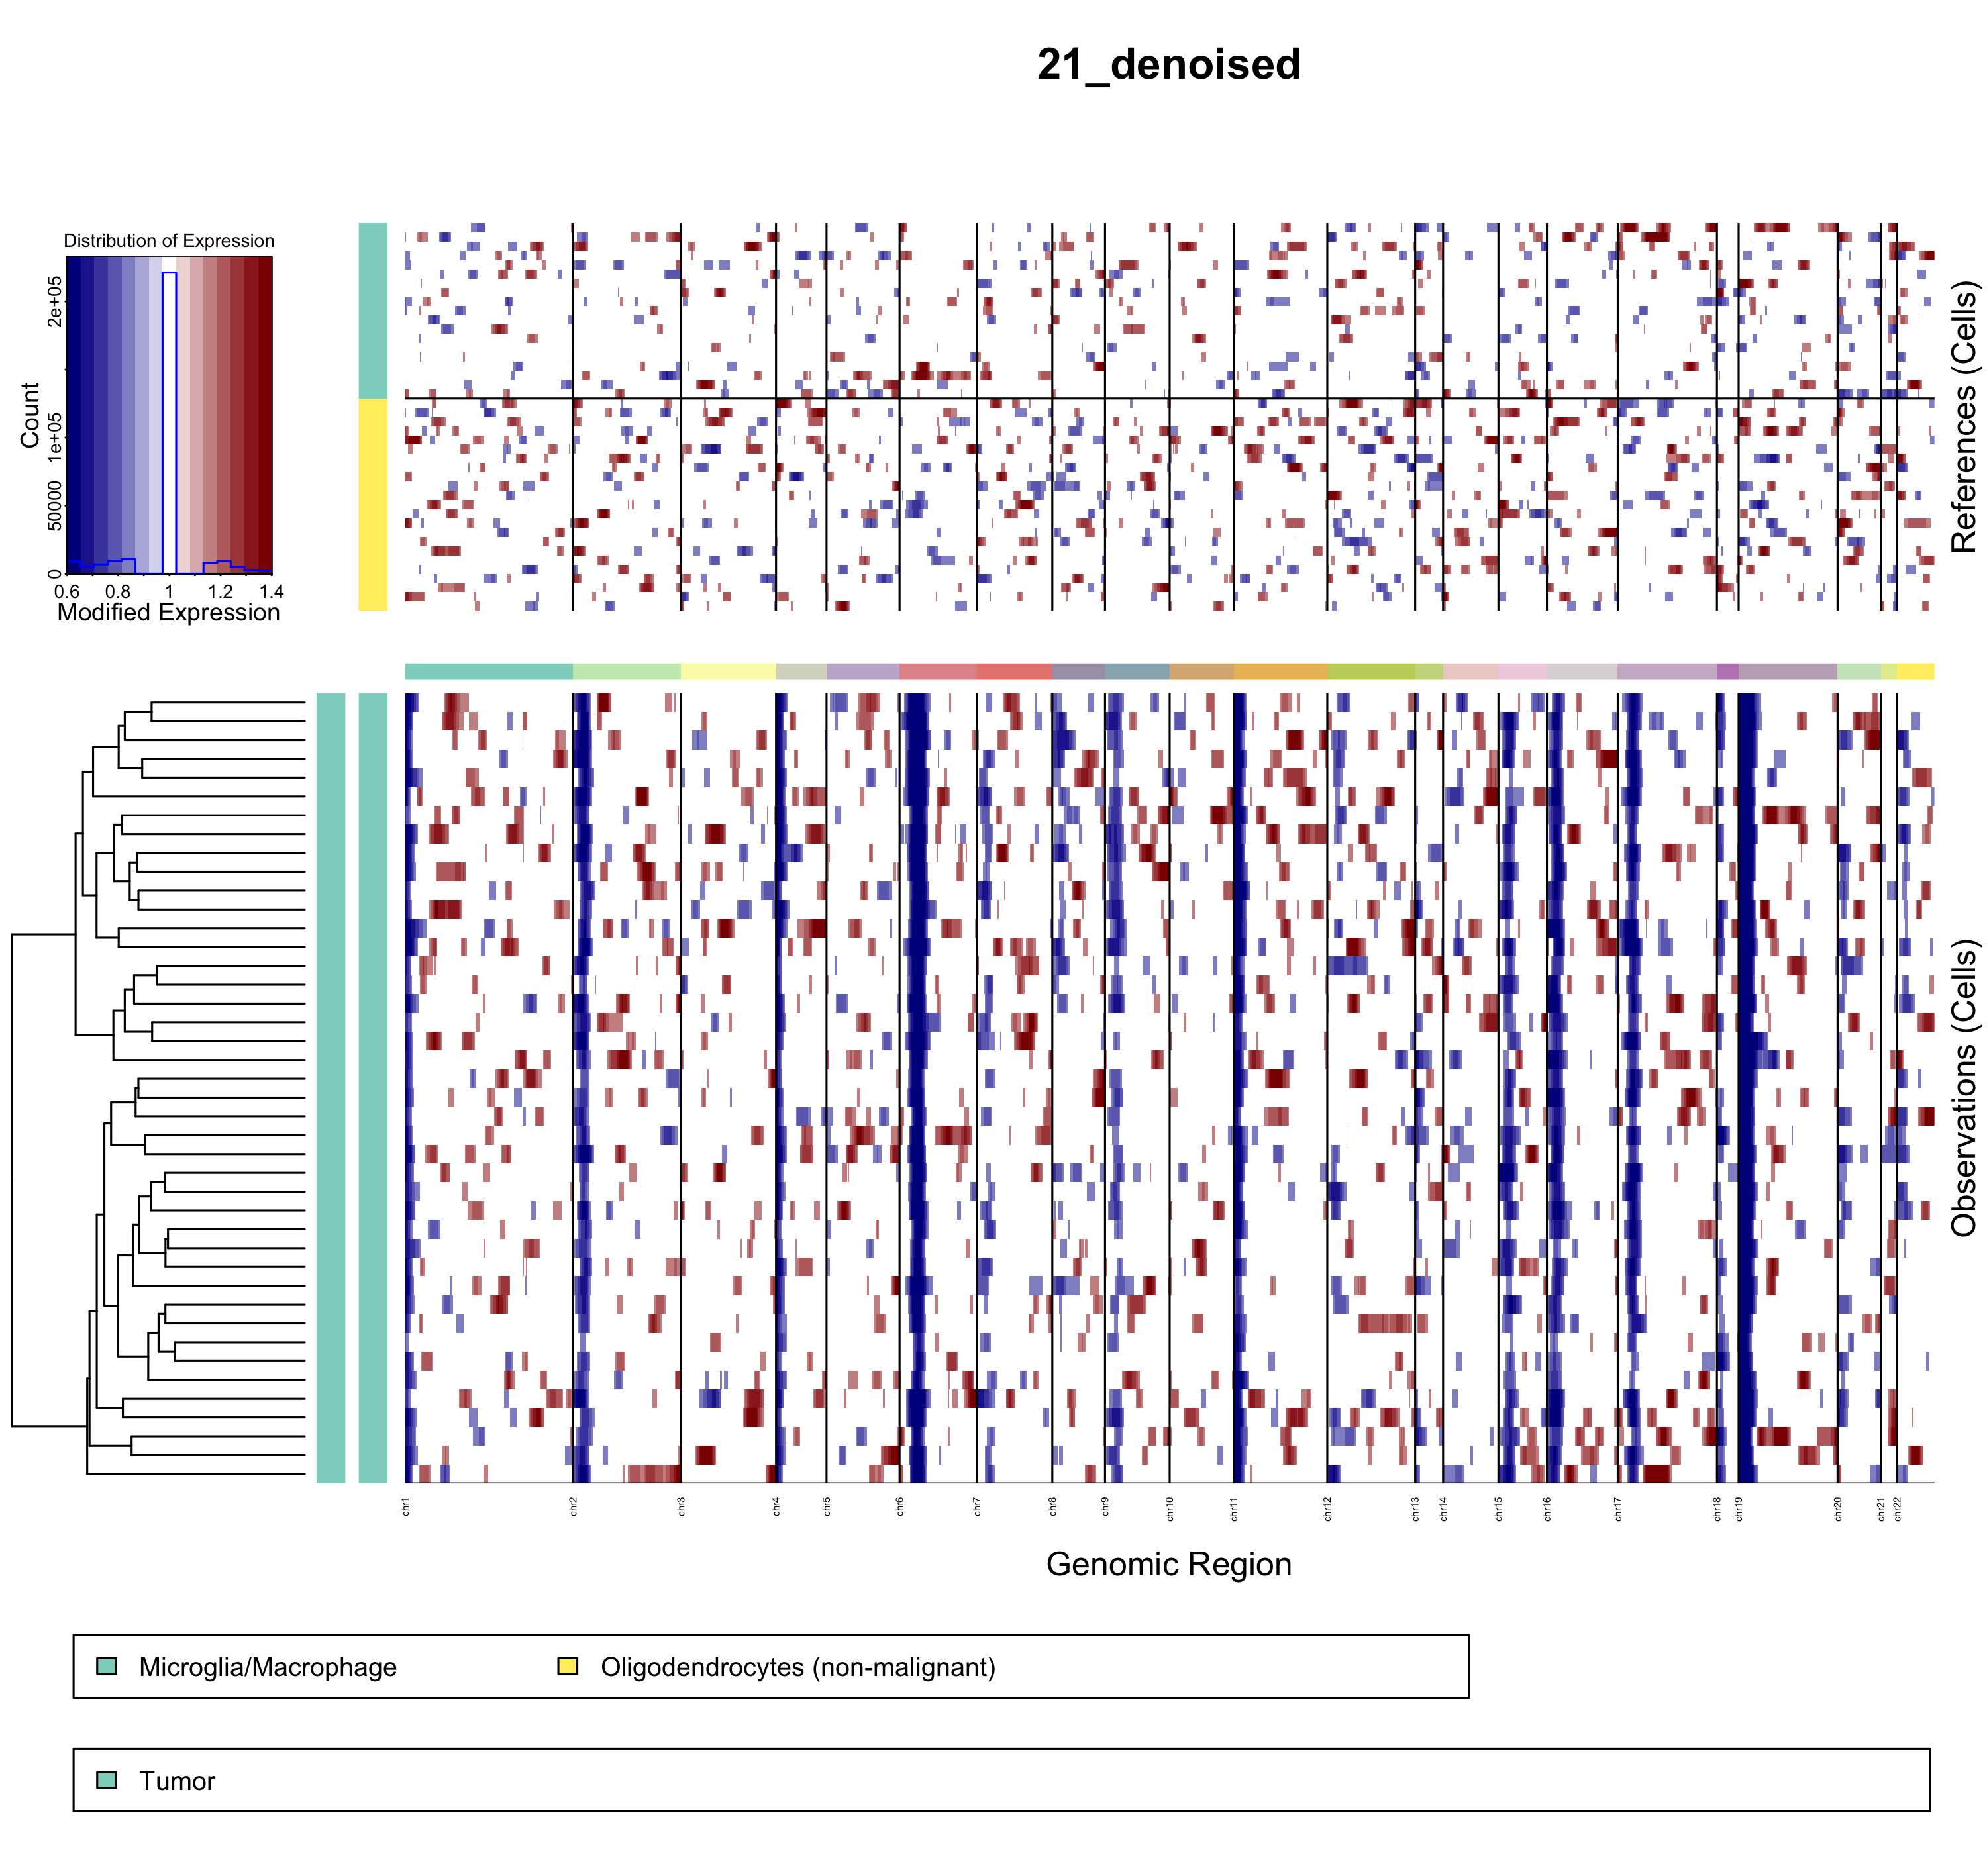 21_denoised
Distribution of Expression
Count
0 50000 1e+05 2e+05
0.6 0.8 1 1.2 1.4
Modified Expression
References (Cells)
Observations (Cells)
chr1 chr2 chr3 chr4 chr5 chr6 chr7 chr8 chr9 chr10 chr11 chr12 chr13 chr14 chr15 chr16 chr17 chr18 chr19 chr20 chr21 chr22
Genomic Region
Microglia/Macrophage Oligodendrocytes (non-malignant)
Tumor